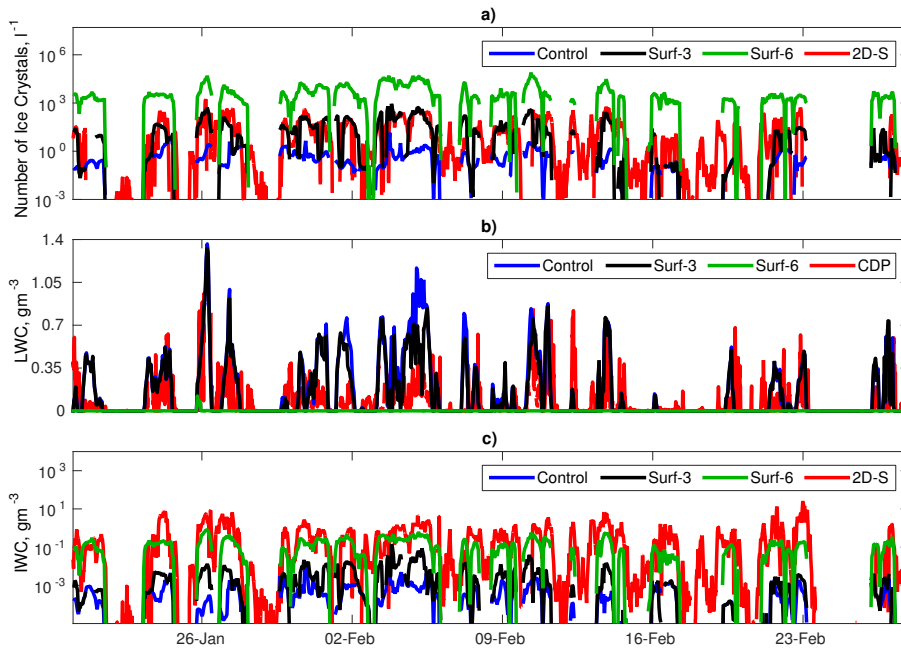 a)
Number of Ice Crystals, l⁻¹
10⁶
10³
10⁰
10⁻³
Control Surf-3 Surf-6 2D-S
b)
LWC, gm⁻³
1.4
1.05
0.7
0.35
0
Control Surf-3 Surf-6 CDP
c)
IWC, gm⁻³
10³
10¹
10⁻¹
10⁻³
Control Surf-3 Surf-6 2D-S
26-Jan 02-Feb 09-Feb 16-Feb 23-Feb